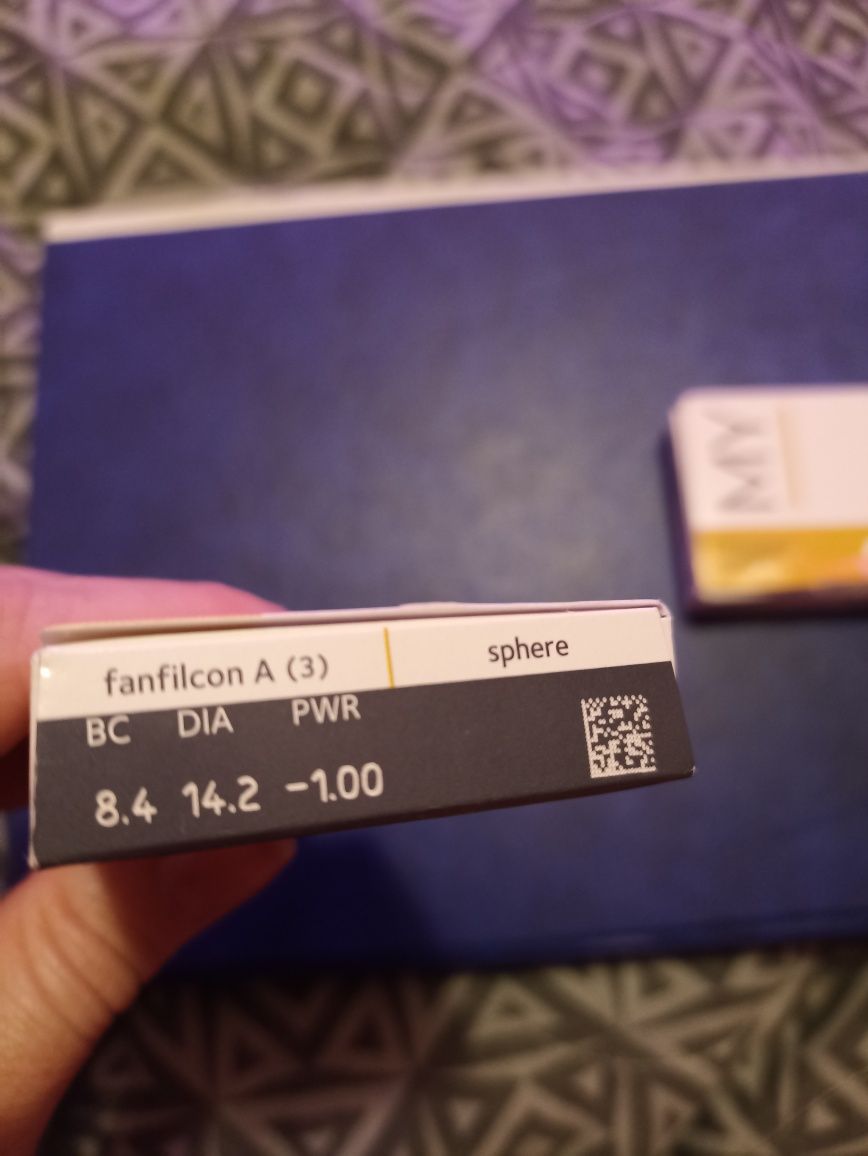 MY
fanfilcon A (3) sphere
BC DIA PWR
8.4 14.2 -1.00